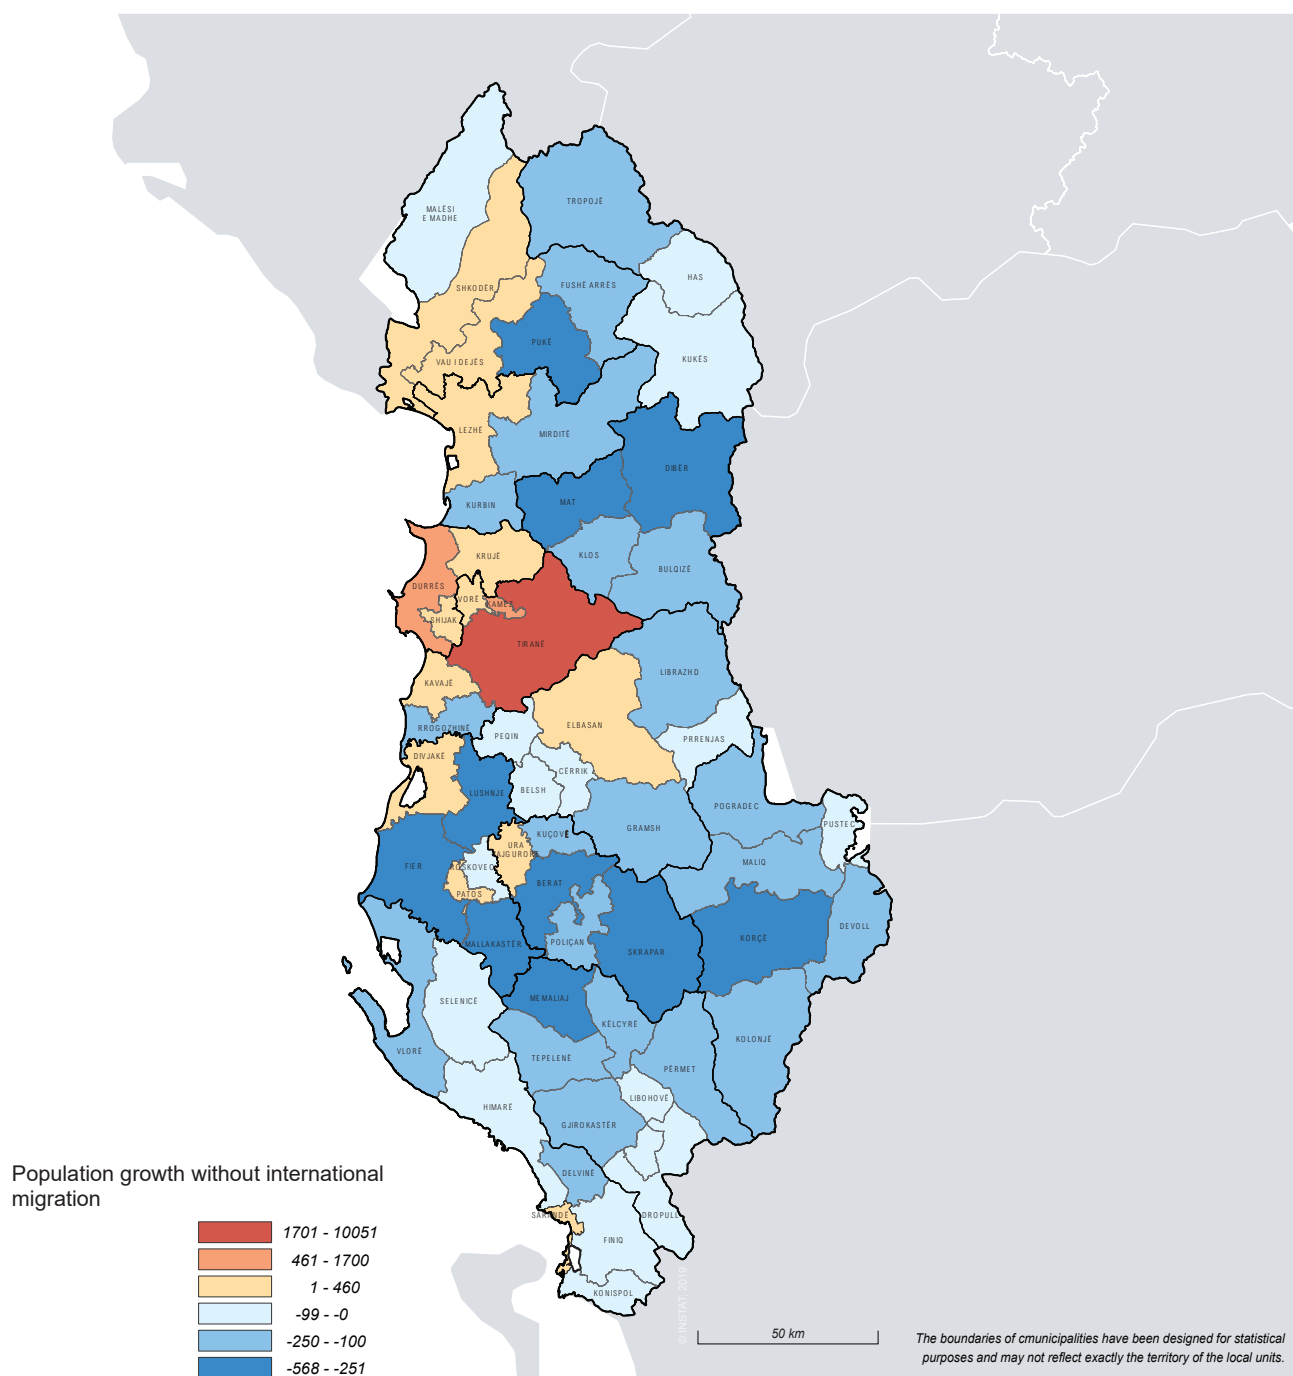 MALËSI
E MADHE
TROPOJË
HAS
SHKODËR
FUSHË ARRËS
PUKË
KUKËS
VAU I DEJËS
LEZHË
MIRDITË
DIBËR
KURBIN
MAT
KRUJË
KLOS
BULQIZË
DURRËS
VORË
KAMËZ
SHIJAK
TIRANË
LIBRAZHD
KAVAJË
RROGOZHINË
ELBASAN
PEQIN
PRRENJAS
DIVJAKË
CËRRIK
LUSHNJE
BELSH
POGRADEC
GRAMSH
PUSTEC
KUÇOVË
URA
VAJGURORE
MALIQ
FIER
ROSKOVEC
BERAT
PATOS
DEVOLL
KORÇË
POLIÇAN
MALLAKASTËR
SKRAPAR
MEMALIAJ
SELENICË
KËLCYRË
KOLONJË
VLORË
TEPELENË
PËRMET
LIBOHOVË
HIMARË
GJIROKASTËR
DELVINË
SARANDË
DROPULL
FINIQ
KONISPOL
Population growth without international
migration
1701 - 10051
461 - 1700
1 - 460
-99 - -0
-250 - -100
-568 - -251
© INSTAT, 2019
50 km
The boundaries of cmunicipalities have been designed for statistical
purposes and may not reflect exactly the territory of the local units.